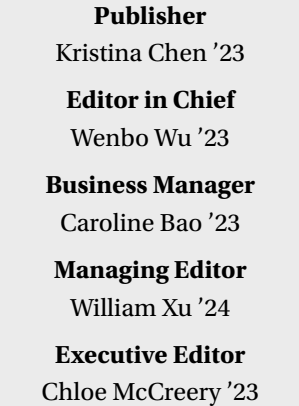 Publisher
Kristina Chen ’23
Editor in Chief
Wenbo Wu ’23
Business Manager
Caroline Bao ’23
Managing Editor
William Xu ’24
Executive Editor
Chloe McCreery ’23